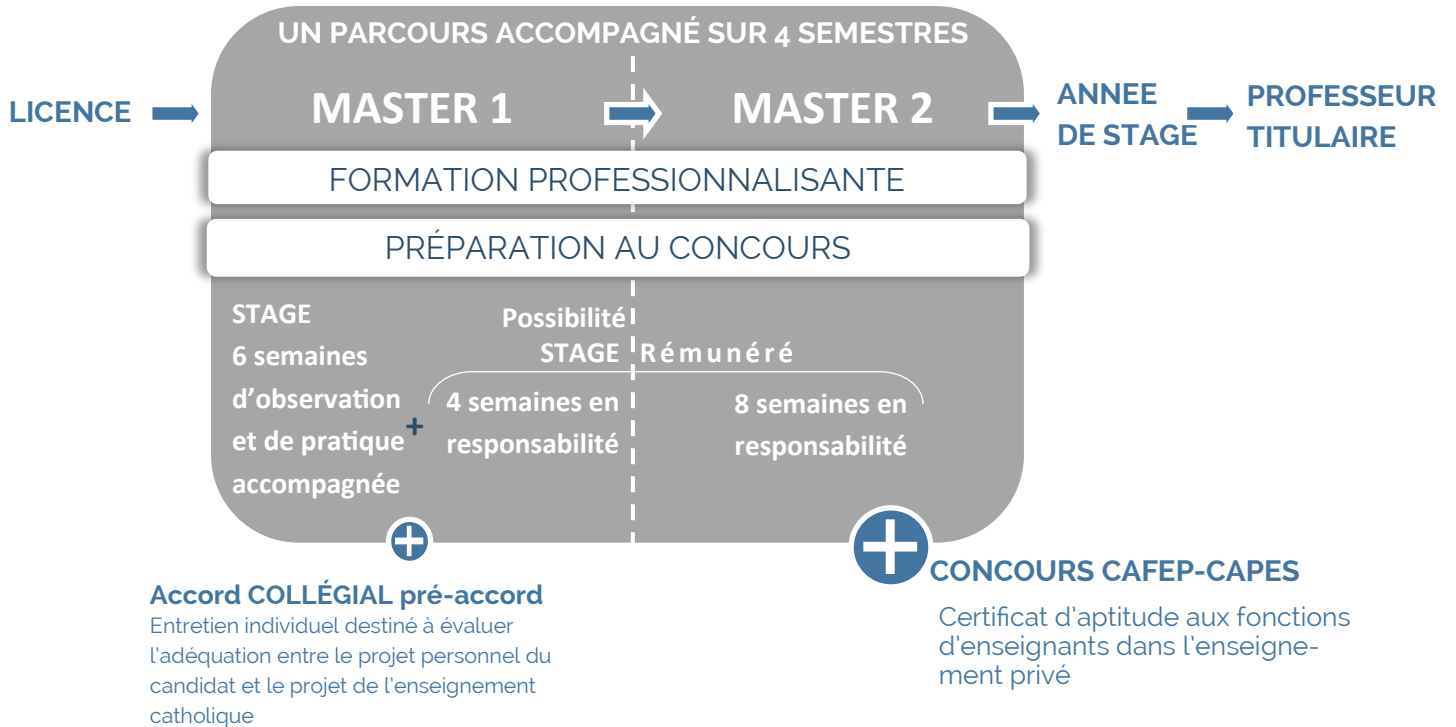 UN PARCOURS ACCOMPAGNÉ SUR 4 SEMESTRES
LICENCE
MASTER 1
MASTER 2
ANNEE
DE STAGE
PROFESSEUR
TITULAIRE
FORMATION PROFESSIONNALISANTE
PRÉPARATION AU CONCOURS
STAGE
6 semaines
d'observation
et de pratique
accompagnée
+
Possibilité
STAGE Rémunéré
4 semaines en
responsabilité
8 semaines en
responsabilité
Accord COLLÉGIAL pré-accord
Entretien individuel destiné à évaluer
l'adéquation entre le projet personnel du
candidat et le projet de l'enseignement
catholique
CONCOURS CAFEP-CAPES
Certificat d'aptitude aux fonctions
d'enseignants dans l'enseigne-
ment privé